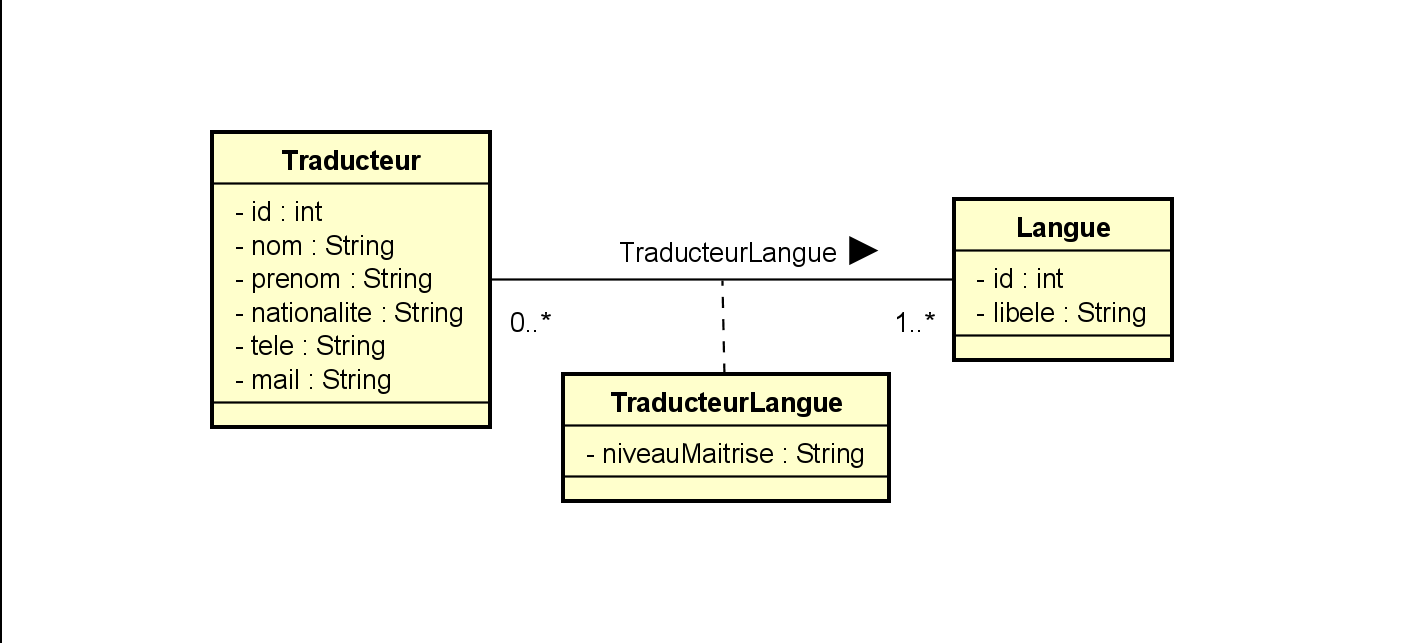 Traducteur
- id : int
- nom : String
- prenom : String
- nationalite : String
- tele : String
- mail : String
TraducteurLangue
0..*
1..*
Langue
- id : int
- libele : String
TraducteurLangue
- niveauMaitrise : String